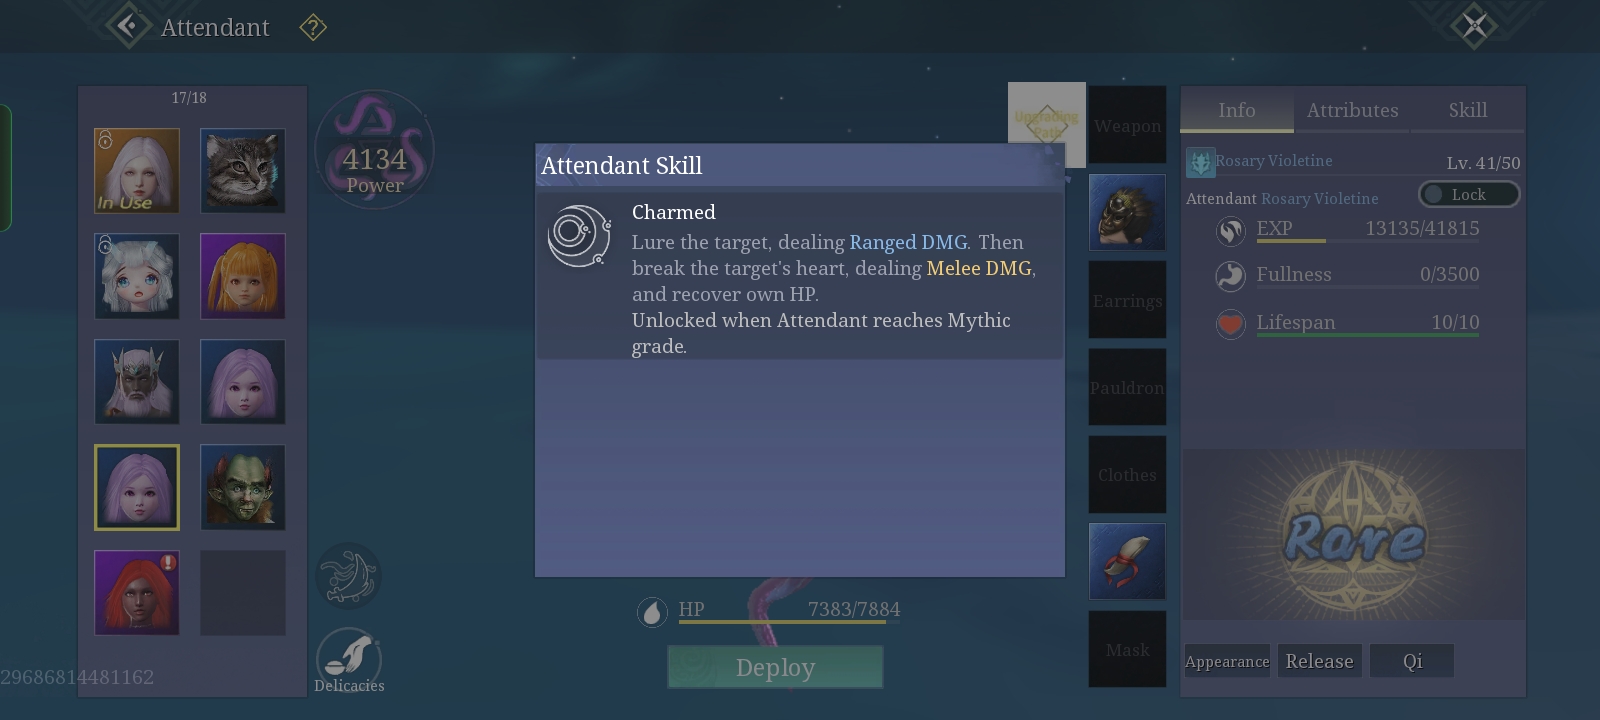 Attendant
?
17/18
In Use
4134
Power
Upgrading
Path
Weapon
Earrings
Pauldron
Clothes
Mask
Attendant Skill
Charmed
Lure the target, dealing Ranged DMG. Then
break the target's heart, dealing Melee DMG,
and recover own HP.
Unlocked when Attendant reaches Mythic
grade.
Info Attributes Skill
Rosary Violetine Lv. 41/50
Attendant Rosary Violetine Lock
EXP 13135/41815
Fullness 0/3500
Lifespan 10/10
Rare
HP 7383/7884
Deploy
Appearance Release Qi
29686814481162
Delicacies